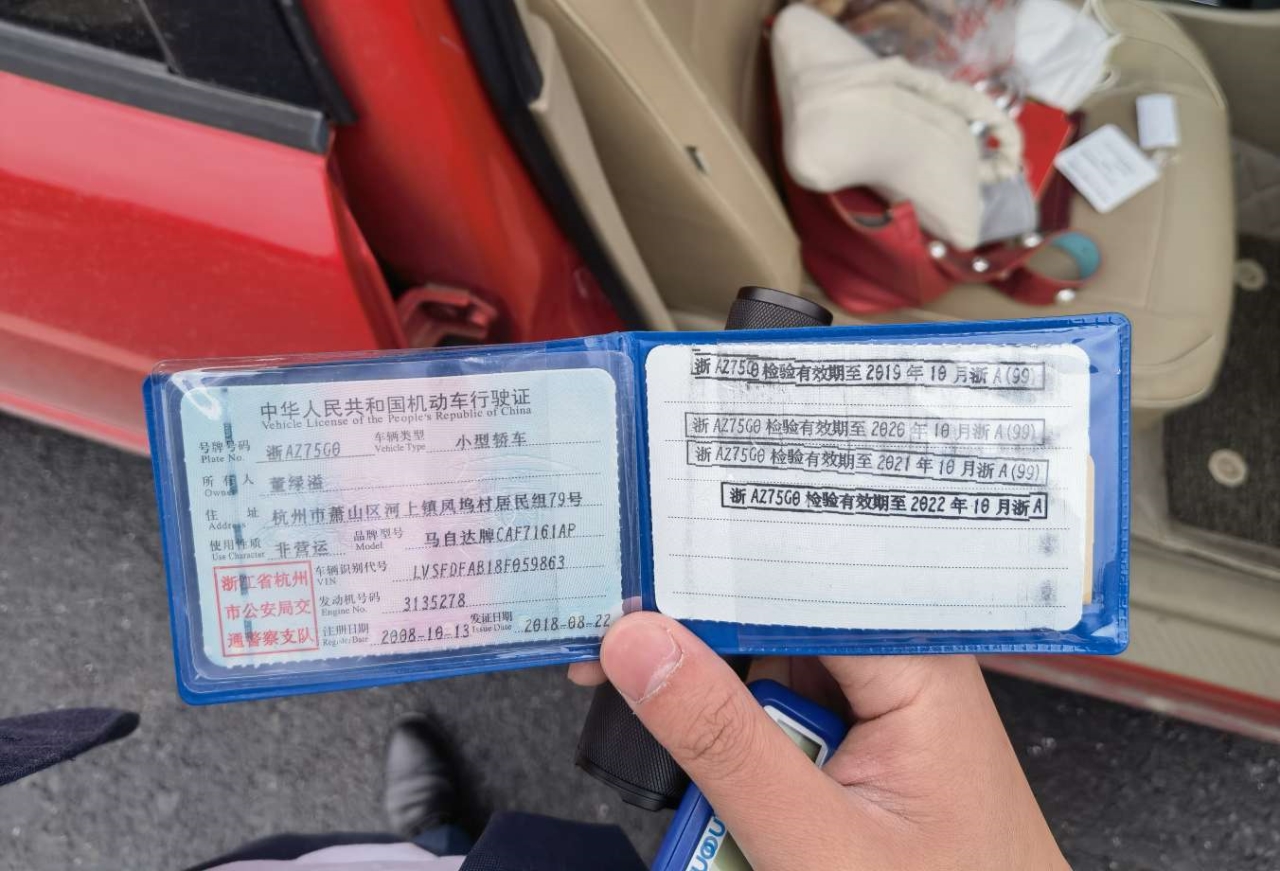 中华人民共和国机动车行驶证
Vehicle License of the People's Republic of China
号牌号码 浙AZ75G0 车辆类型 小型轿车
Plate No. Vehicle Type
所有人 董绿溢
Owner
住址 杭州市萧山区河上镇凤坞村居民组79号
Address
使用性质 非营运 品牌型号 马自达牌CAF7161AP
Use Character Model
车辆识别代号 LVSFDFAB18F059863
VIN
发动机号码 3135278
Engine No.
注册日期 2008-10-13 发证日期 2018-08-22
Register Date Issue Date
浙江省杭州
市公安局交
通警察支队
浙AZ75G0检验有效期至2019年10月浙A(99)
浙AZ75G0检验有效期至2020年10月浙A(99)
浙AZ75G0检验有效期至2021年10月浙A(99)
浙AZ75G0检验有效期至2022年10月浙A